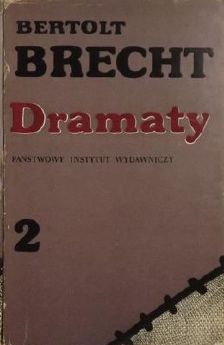 BERTOLT
BRECHT
Dramaty
PAŃSTWOWY INSTYTUT WYDAWNICZY
2